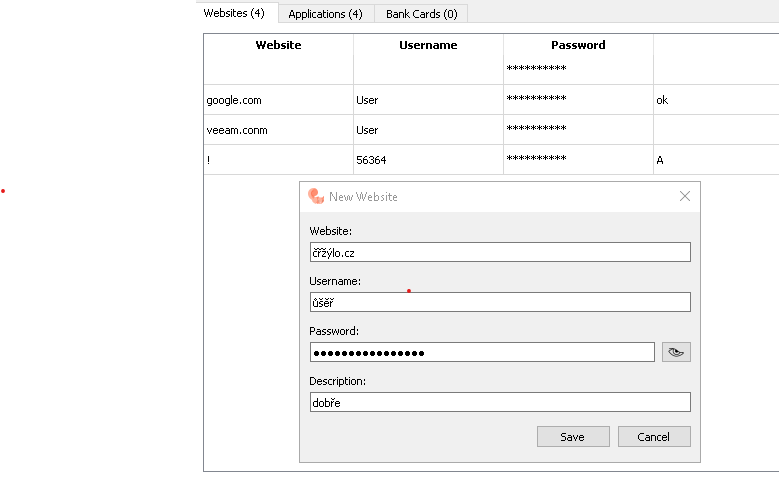 Websites (4) Applications (4) Bank Cards (0)
Website Username Password
**********
google.com User ********** ok
veeam.conm User **********
! 56364 ********** A
New Website
Website:
čřžýlo.cz
Username:
ůšěř
Password:
●●●●●●●●●●●●●●●●
Description:
dobře
Save Cancel